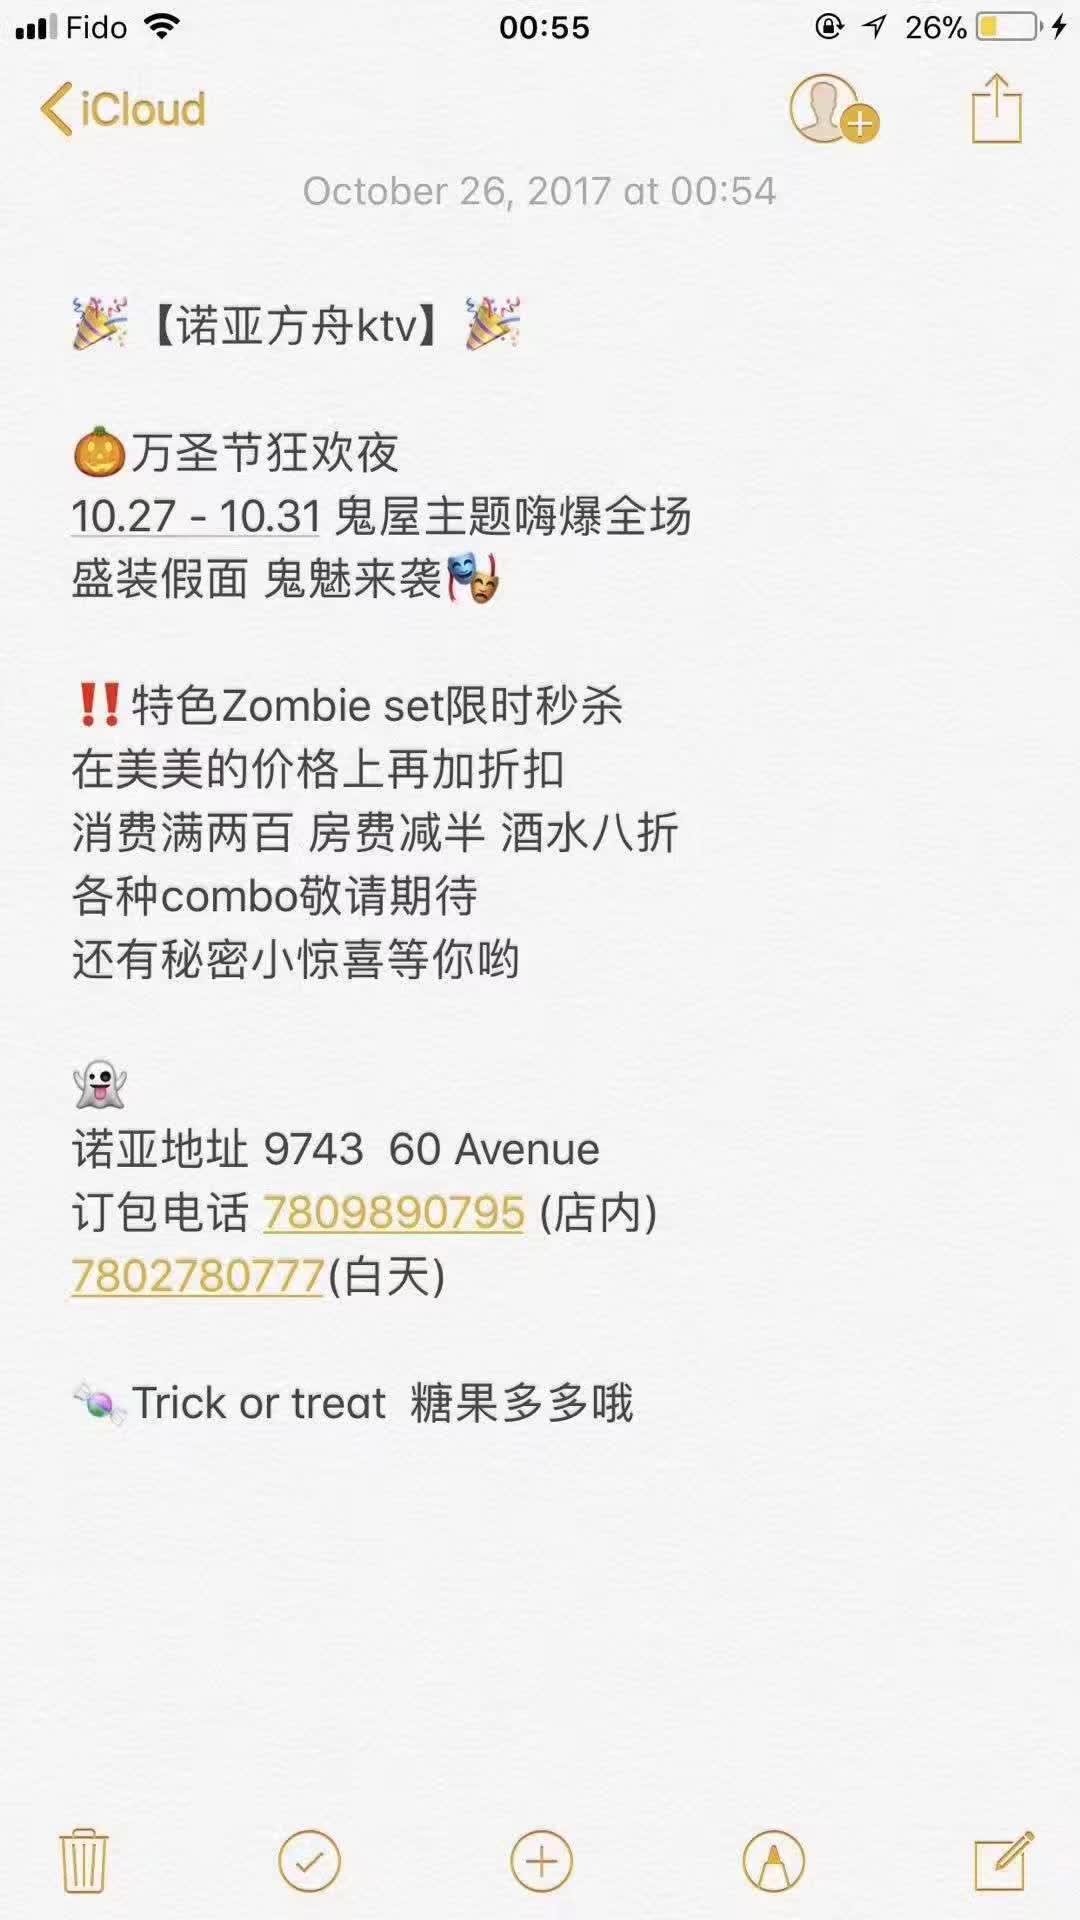 Fido
00:55
26%
iCloud
October 26, 2017 at 00:54
🎉【诺亚方舟ktv】🎉
🎃万圣节狂欢夜
10.27 - 10.31 鬼屋主题嗨爆全场
盛装假面 鬼魅来袭🎭
‼️特色Zombie set限时秒杀
在美美的价格上再加折扣
消费满两百 房费减半 酒水八折
各种combo敬请期待
还有秘密小惊喜等你哟
👻
诺亚地址 9743  60 Avenue
订包电话 7809890795 (店内)
7802780777(白天)
🍬Trick or treat  糖果多多哦